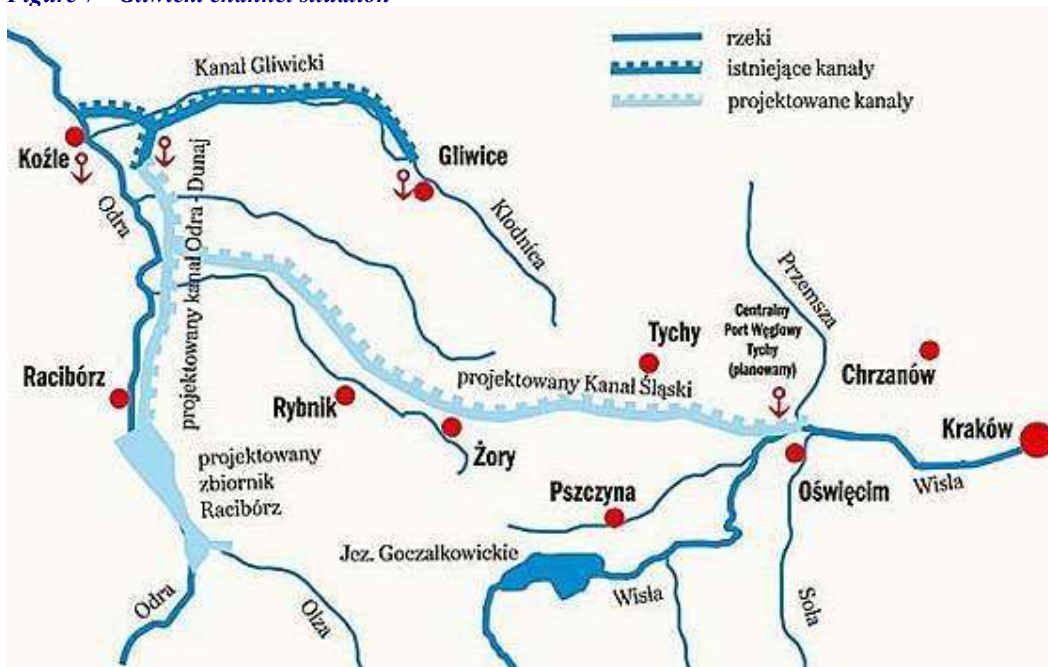 Figure 7 - Gliwicki channel situation
rzeki
istniejące kanały
projektowane kanały
Kanał Gliwicki
Koźle
Gliwice
Odra
Kłodnica
projektowany kanał Odra - Dunaj
Przemsza
Centralny
Port Węglowy
Tychy
(planowany)
Tychy
Chrzanów
Racibórz
projektowany Kanał Śląski
Rybnik
Żory
Kraków
projektowany
zbiornik
Racibórz
Pszczyna
Oświęcim
Wisła
Jez. Goczałkowickie
Wisła
Soła
Odra
Olza